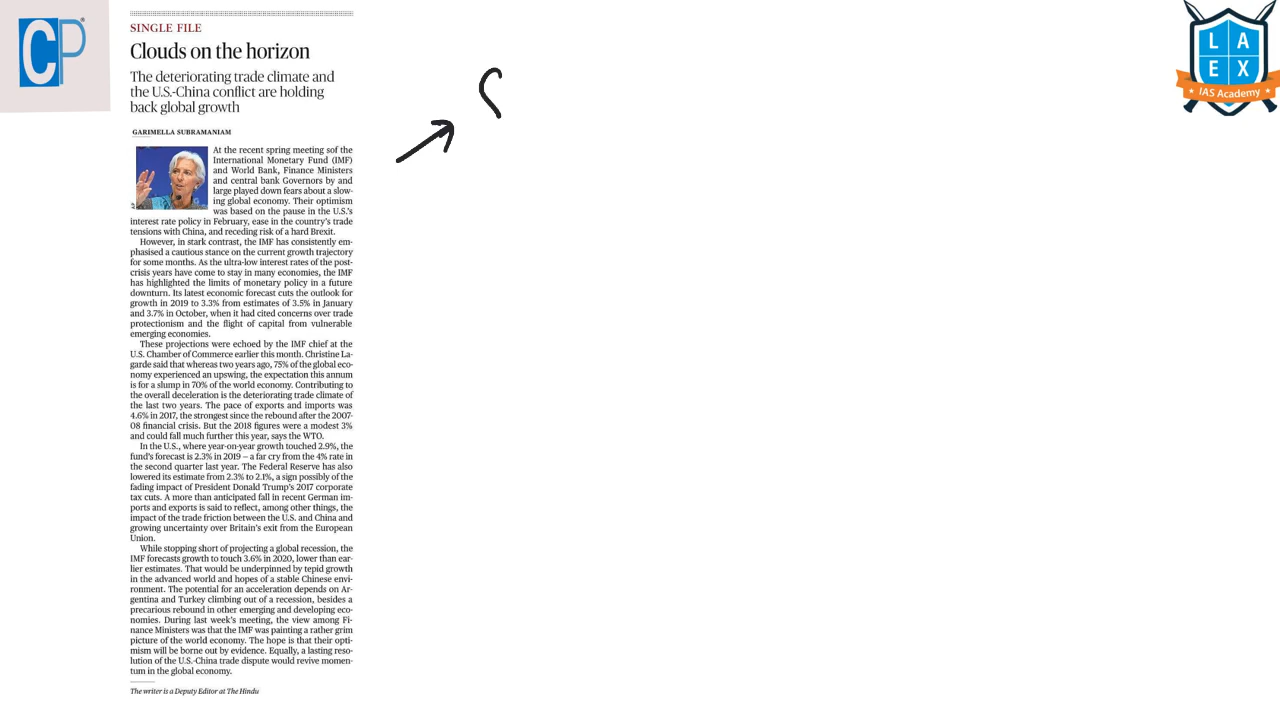 CP®
SINGLE FILE
Clouds on the horizon
The deteriorating trade climate and
the U.S.-China conflict are holding
back global growth
GARIMELLA SUBRAMANIAM
At the recent spring meeting sof the
International Monetary Fund (IMF)
and World Bank, Finance Ministers
and central bank Governors by and
large played down fears about a slow-
ing global economy. Their optimism
was based on the pause in the U.S.'s
interest rate policy in February, ease in the country's trade
tensions with China, and receding risk of a hard Brexit.
However, in stark contrast, the IMF has consistently em-
phasised a cautious stance on the current growth trajectory
for some months. As the ultra-low interest rates of the post-
crisis years have come to stay in many economies, the IMF
has highlighted the limits of monetary policy in a future
downturn. Its latest economic forecast cuts the outlook for
growth in 2019 to 3.3% from estimates of 3.5% in January
and 3.7% in October, when it had cited concerns over trade
protectionism and the flight of capital from vulnerable
emerging economies.
These projections were echoed by the IMF chief at the
U.S. Chamber of Commerce earlier this month. Christine La-
garde said that whereas two years ago, 75% of the global eco-
nomy experienced an upswing, the expectation this annum
is for a slump in 70% of the world economy. Contributing to
the overall deceleration is the deteriorating trade climate of
the last two years. The pace of exports and imports was
4.6% in 2017, the strongest since the rebound after the 2007-
08 financial crisis. But the 2018 figures were a modest 3%
and could fall much further this year, says the WTO.
In the U.S., where year-on-year growth touched 2.9%, the
fund's forecast is 2.3% in 2019 – a far cry from the 4% rate in
the second quarter last year. The Federal Reserve has also
lowered its estimate from 2.3% to 2.1%, a sign possibly of the
fading impact of President Donald Trump's 2017 corporate
tax cuts. A more than anticipated fall in recent German im-
ports and exports is said to reflect, among other things, the
impact of the trade friction between the U.S. and China and
growing uncertainty over Britain's exit from the European
Union.
While stopping short of projecting a global recession, the
IMF forecasts growth to touch 3.6% in 2020, lower than ear-
lier estimates. That would be underpinned by tepid growth
in the advanced world and hopes of a stable Chinese envi-
ronment. The potential for an acceleration depends on Ar-
gentina and Turkey climbing out of a recession, besides a
precarious rebound in other emerging and developing eco-
nomies. During last week's meeting, the view among Fi-
nance Ministers was that the IMF was painting a rather grim
picture of the world economy. The hope is that their opti-
mism will be borne out by evidence. Equally, a lasting reso-
lution of the U.S.-China trade dispute would revive momen-
tum in the global economy.
The writer is a Deputy Editor at The Hindu
L A
E X
IAS Academy